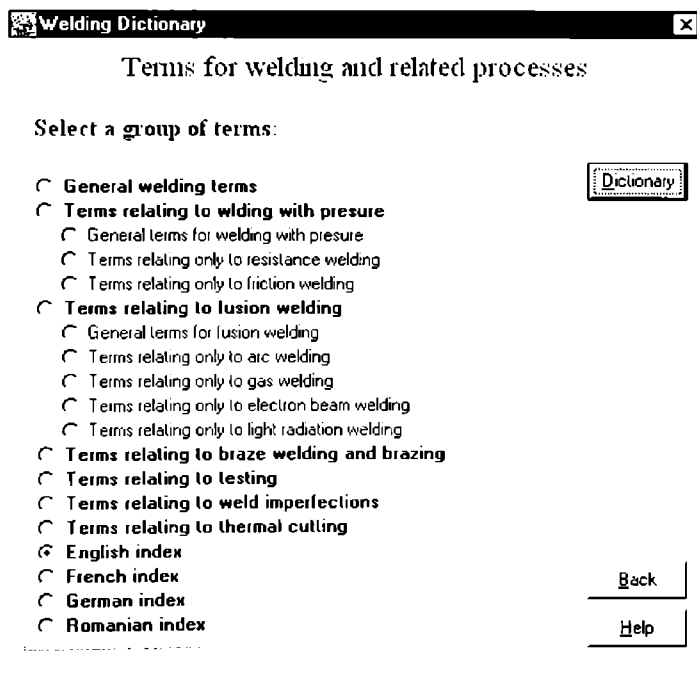 Welding Dictionary
Terms for welding and related processes
Select a group of terms:
Dictionary
General welding terms
Terms relating to wlding with presure
General terms for welding with presure
Terms relating only to resistance welding
Terms relating only to friction welding
Terms relating to fusion welding
General terms for fusion welding
Terms relating only to arc welding
Terms relating only to gas welding
Terms relating only to electron beam welding
Terms relating only to light radiation welding
Terms relating to braze welding and brazing
Terms relating to testing
Terms relating to weld imperfections
Terms relating to thermal cutting
English index
French index
German index
Romanian index
Back
Help